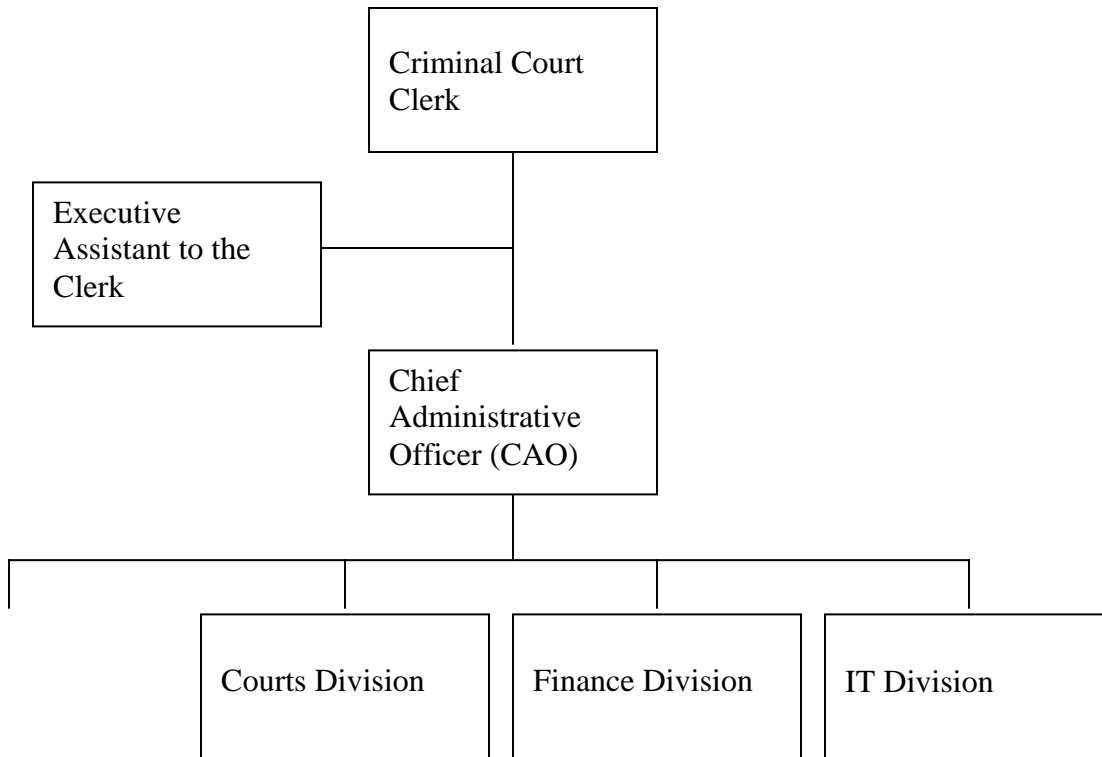 Criminal Court
Clerk
Executive
Assistant to the
Clerk
Chief
Administrative
Officer (CAO)
Courts Division
Finance Division
IT Division